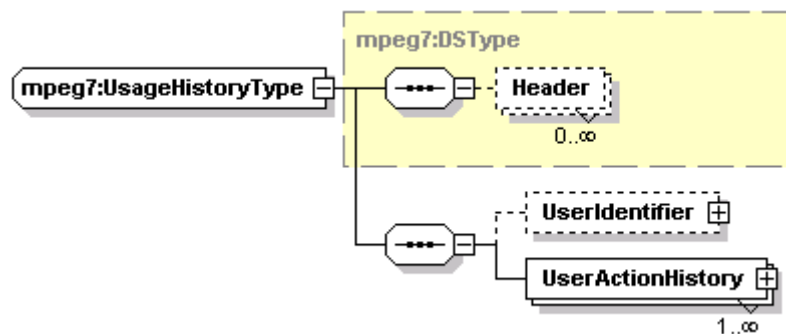 mpeg7:DSType
mpeg7:UsageHistoryType
Header
0..∞
UserIdentifier
UserActionHistory
1..∞